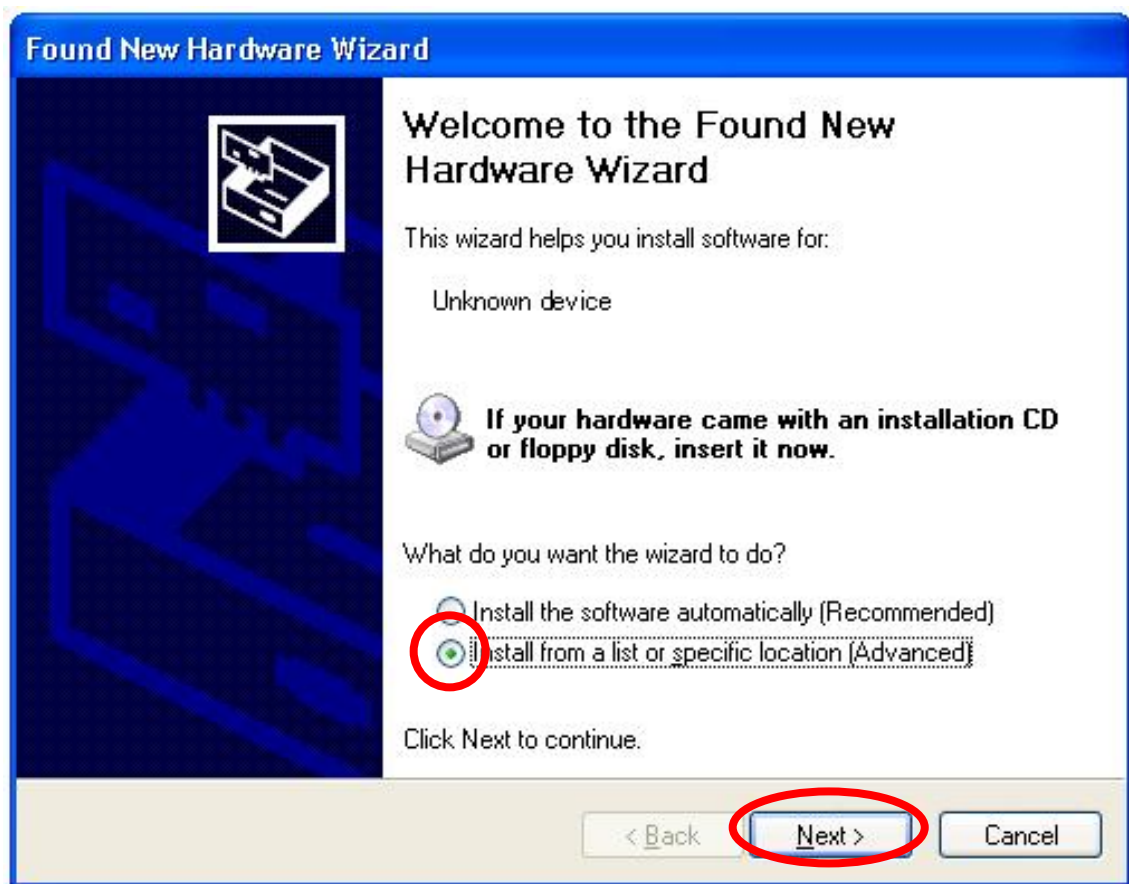 Found New Hardware Wizard
Welcome to the Found New
Hardware Wizard
This wizard helps you install software for:
Unknown device
If your hardware came with an installation CD
or floppy disk, insert it now.
What do you want the wizard to do?
Install the software automatically (Recommended)
Install from a list or specific location (Advanced)
Click Next to continue.
< Back Next > Cancel